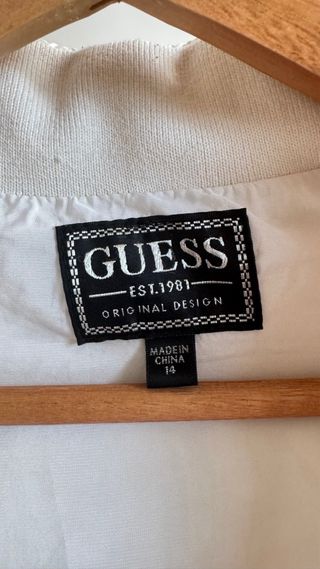 GUESS
EST.1981
ORIGINAL DESIGN
MADE IN
CHINA
14